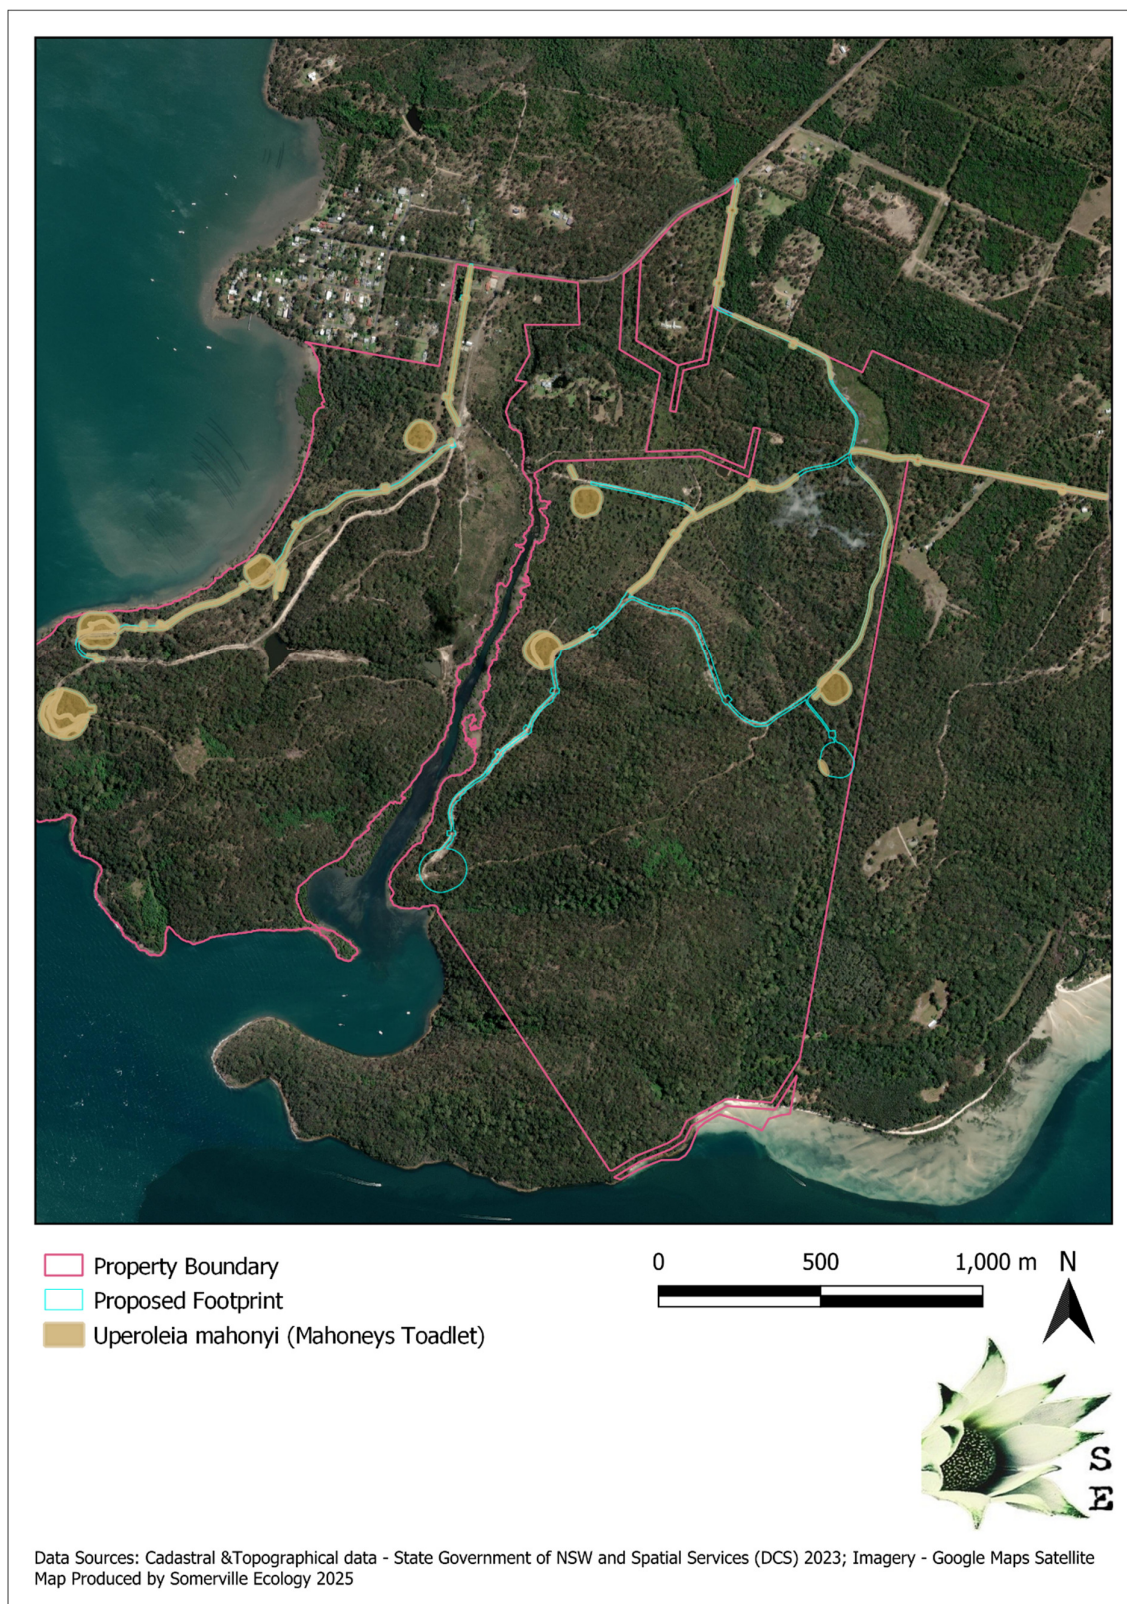 Property Boundary
Proposed Footprint
Uperoleia mahonyi (Mahoneys Toadlet)
0 500 1,000 m N
S
E
Data Sources: Cadastral &Topographical data - State Government of NSW and Spatial Services (DCS) 2023; Imagery - Google Maps Satellite
Map Produced by Somerville Ecology 2025